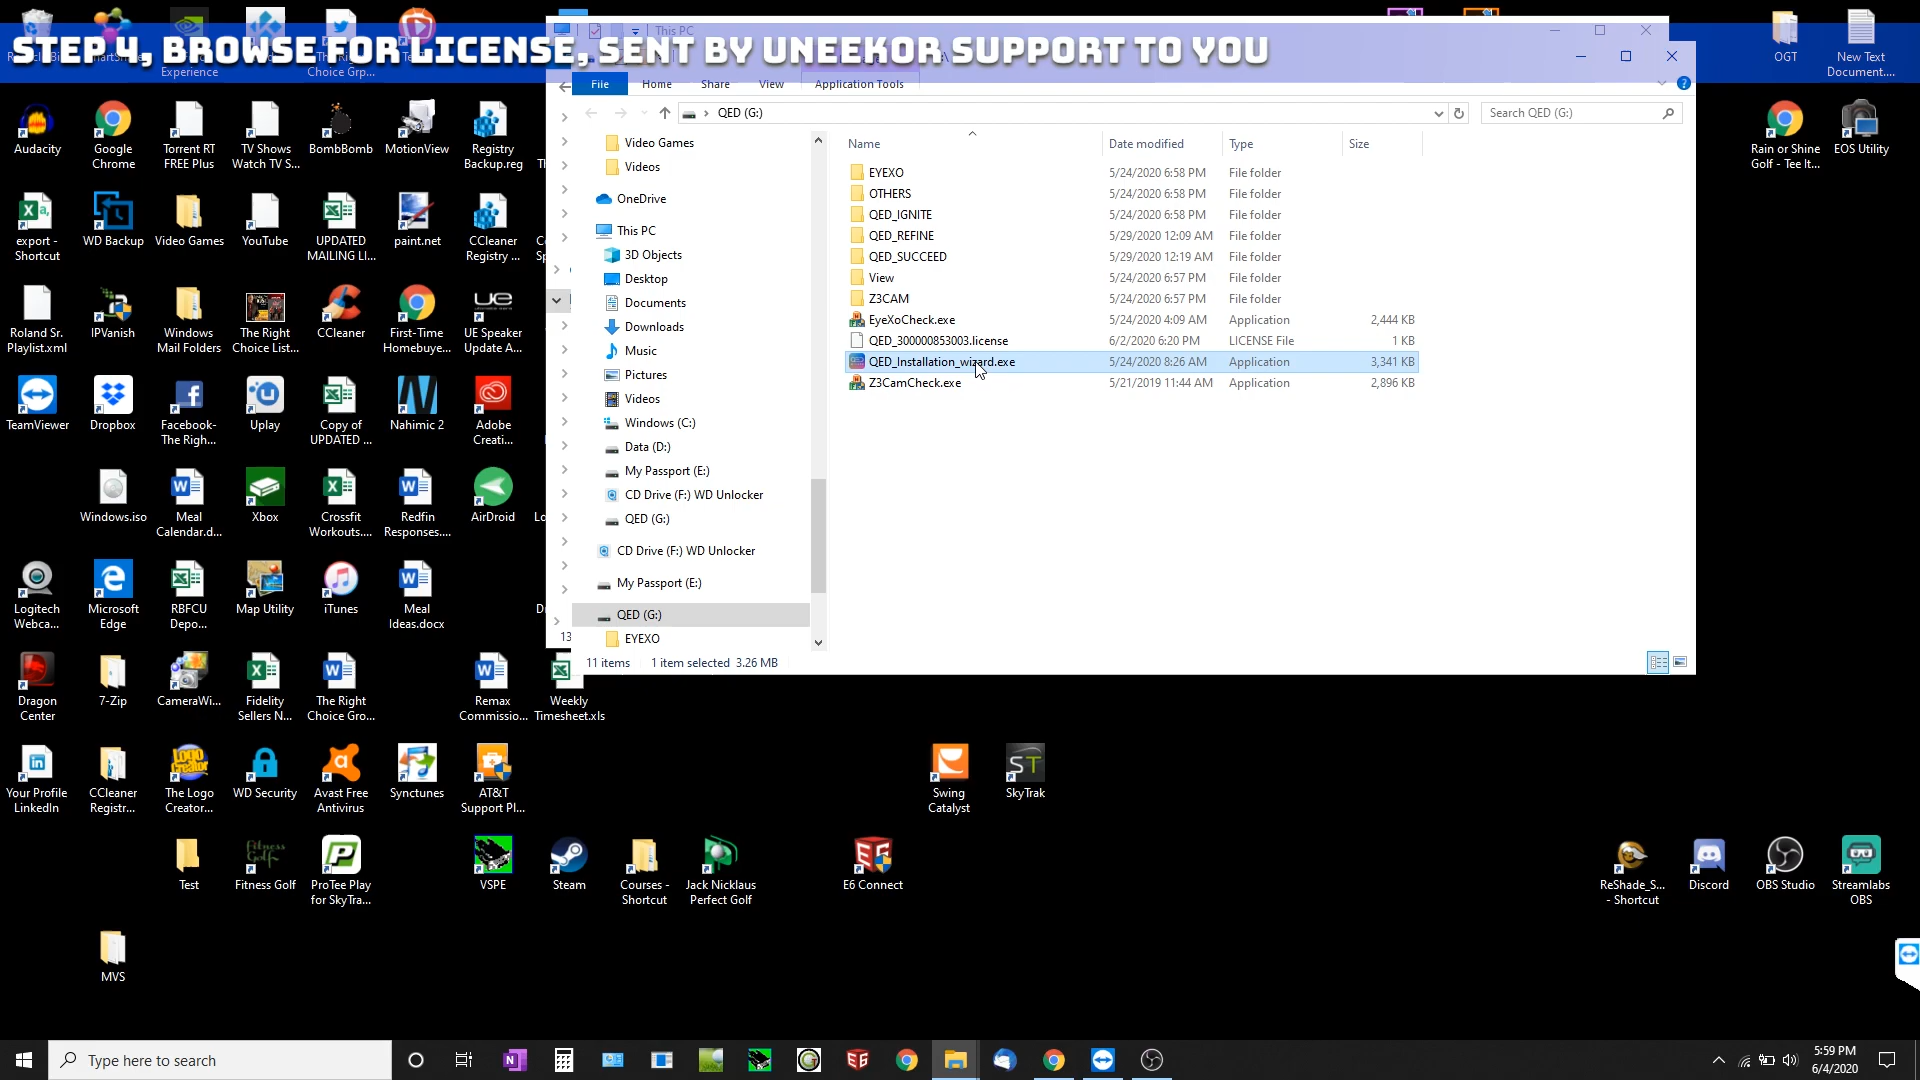 STEP 4, BROWSE FOR LICENSE, SENT BY UNEEKOR SUPPORT TO YOU
Experience
Choice Grp...
This PC
OGT
New Text
Document....
File
Home
Share
View
Application Tools
QED (G:)
Search QED (G:)
Name
Date modified
Type
Size
Video Games
Videos
OneDrive
This PC
3D Objects
Desktop
Documents
Downloads
Music
Pictures
Videos
Windows (C:)
Data (D:)
My Passport (E:)
CD Drive (F:) WD Unlocker
QED (G:)
CD Drive (F:) WD Unlocker
My Passport (E:)
QED (G:)
EYEXO
EYEXO 5/24/2020 6:58 PM File folder
OTHERS 5/24/2020 6:58 PM File folder
QED_IGNITE 5/24/2020 6:58 PM File folder
QED_REFINE 5/29/2020 12:09 AM File folder
QED_SUCCEED 5/29/2020 12:19 AM File folder
View 5/24/2020 6:57 PM File folder
Z3CAM 5/24/2020 6:57 PM File folder
EyeXoCheck.exe 5/24/2020 4:09 AM Application 2,444 KB
QED_300000853003.license 6/2/2020 6:20 PM LICENSE File 1 KB
QED_Installation_wizard.exe 5/24/2020 8:26 AM Application 3,341 KB
Z3CamCheck.exe 5/21/2019 11:44 AM Application 2,896 KB
13
11 items
1 item selected 3.26 MB
Audacity
Google
Chrome
Torrent RT
FREE Plus
TV Shows
Watch TV S...
BombBomb
MotionView
Registry
Backup.reg
Rain or Shine
Golf - Tee It...
EOS Utility
export -
Shortcut
WD Backup
Video Games
YouTube
UPDATED
MAILING LI...
paint.net
CCleaner
Registry ...
Roland Sr.
Playlist.xml
IPVanish
Windows
Mail Folders
The Right
Choice List...
CCleaner
First-Time
Homebuye...
UE Speaker
Update A...
TeamViewer
Dropbox
Facebook-
The Righ...
Uplay
Copy of
UPDATED ...
Nahimic 2
Adobe
Creati...
Windows.iso
Meal
Calendar.d...
Xbox
Crossfit
Workouts....
Redfin
Responses....
AirDroid
Logitech
Webca...
Microsoft
Edge
RBFCU
Depo...
Map Utility
iTunes
Meal
Ideas.docx
Dragon
Center
7-Zip
CameraWi...
Fidelity
Sellers N...
The Right
Choice Gro...
Remax
Commissio...
Weekly
Timesheet.xls
Your Profile
LinkedIn
CCleaner
Registr...
The Logo
Creator...
WD Security
Avast Free
Antivirus
Synctunes
AT&T
Support Pl...
Swing
Catalyst
SkyTrak
Test
Fitness Golf
ProTee Play
for SkyTra...
VSPE
Steam
Courses -
Shortcut
Jack Nicklaus
Perfect Golf
E6 Connect
ReShade_S...
- Shortcut
Discord
OBS Studio
Streamlabs
OBS
MVS
Type here to search
5:59 PM
6/4/2020